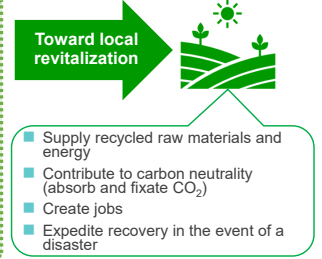 Toward local
revitalization
■ Supply recycled raw materials and
energy
■ Contribute to carbon neutrality
(absorb and fixate CO₂)
■ Create jobs
■ Expedite recovery in the event of a
disaster